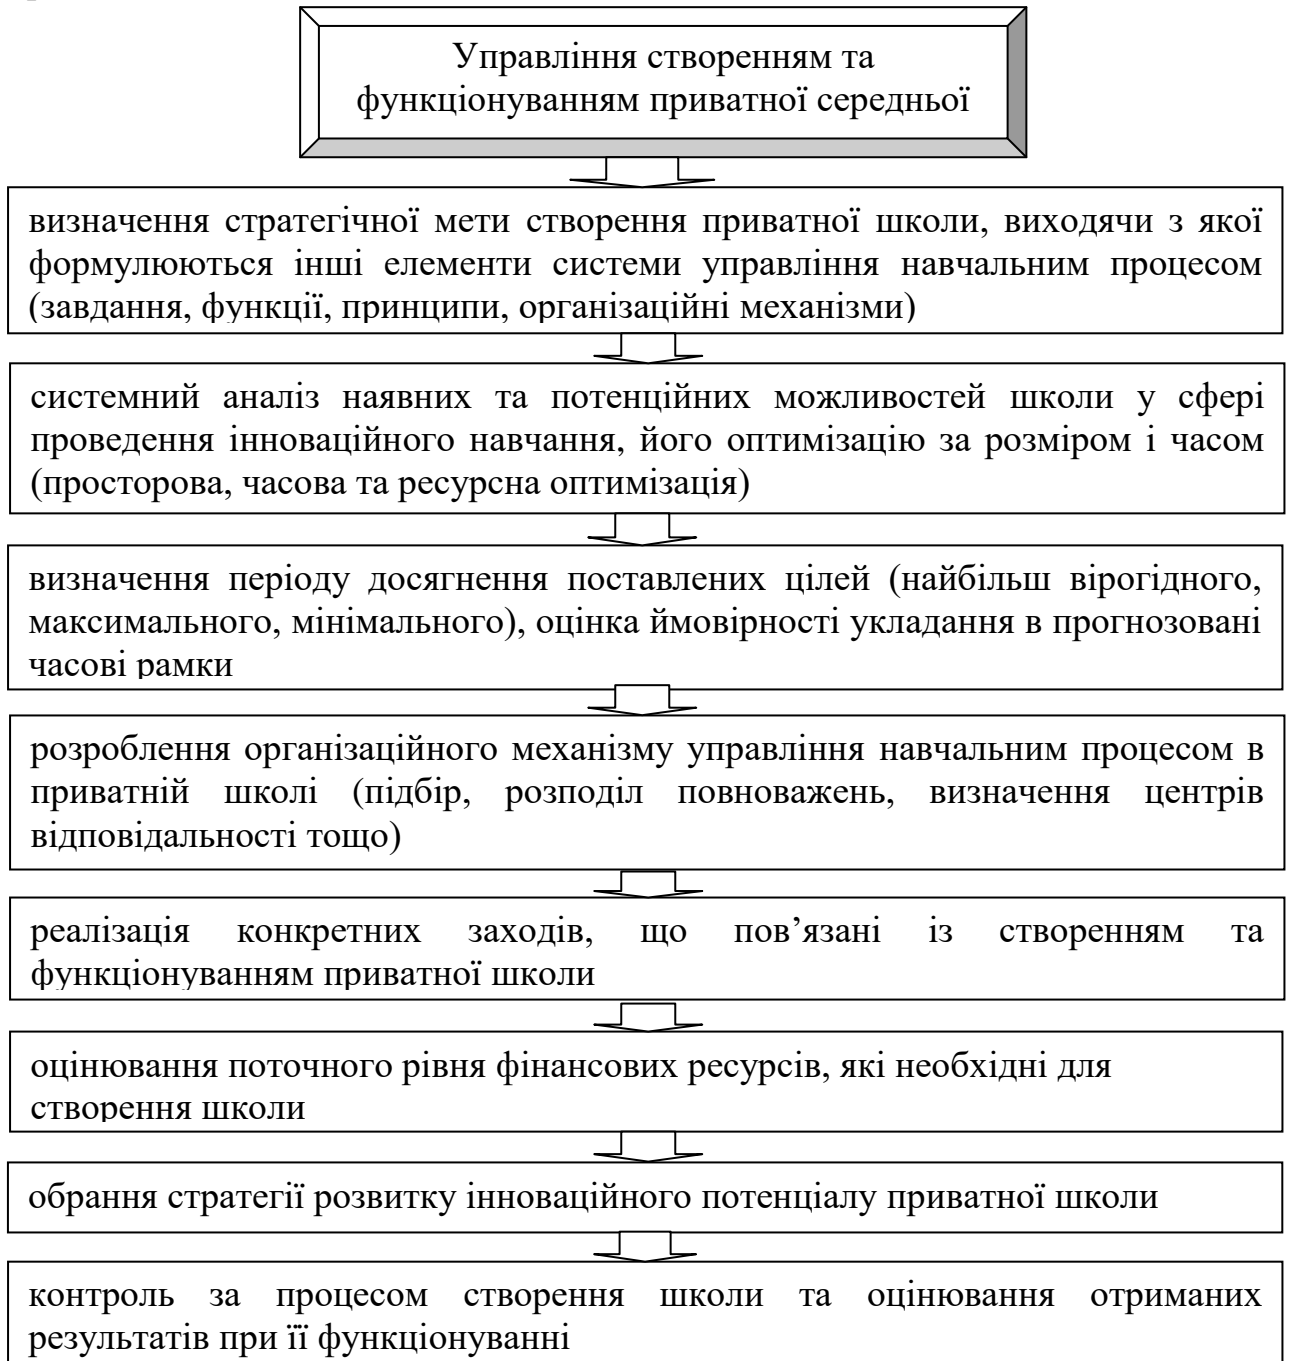 Управління створенням та
функціонуванням приватної середньої
визначення стратегічної мети створення приватної школи, виходячи з якої
формулюються інші елементи системи управління навчальним процесом
(завдання, функції, принципи, організаційні механізми)
системний аналіз наявних та потенційних можливостей школи у сфері
проведення інноваційного навчання, його оптимізацію за розміром і часом
(просторова, часова та ресурсна оптимізація)
визначення періоду досягнення поставлених цілей (найбільш вірогідного,
максимального, мінімального), оцінка ймовірності укладання в прогнозовані
часові рамки
розроблення організаційного механізму управління навчальним процесом в
приватній школі (підбір, розподіл повноважень, визначення центрів
відповідальності тощо)
реалізація конкретних заходів, що пов’язані із створенням та
функціонуванням приватної школи
оцінювання поточного рівня фінансових ресурсів, які необхідні для
створення школи
обрання стратегії розвитку інноваційного потенціалу приватної школи
контроль за процесом створення школи та оцінювання отриманих
результатів при її функціонуванні